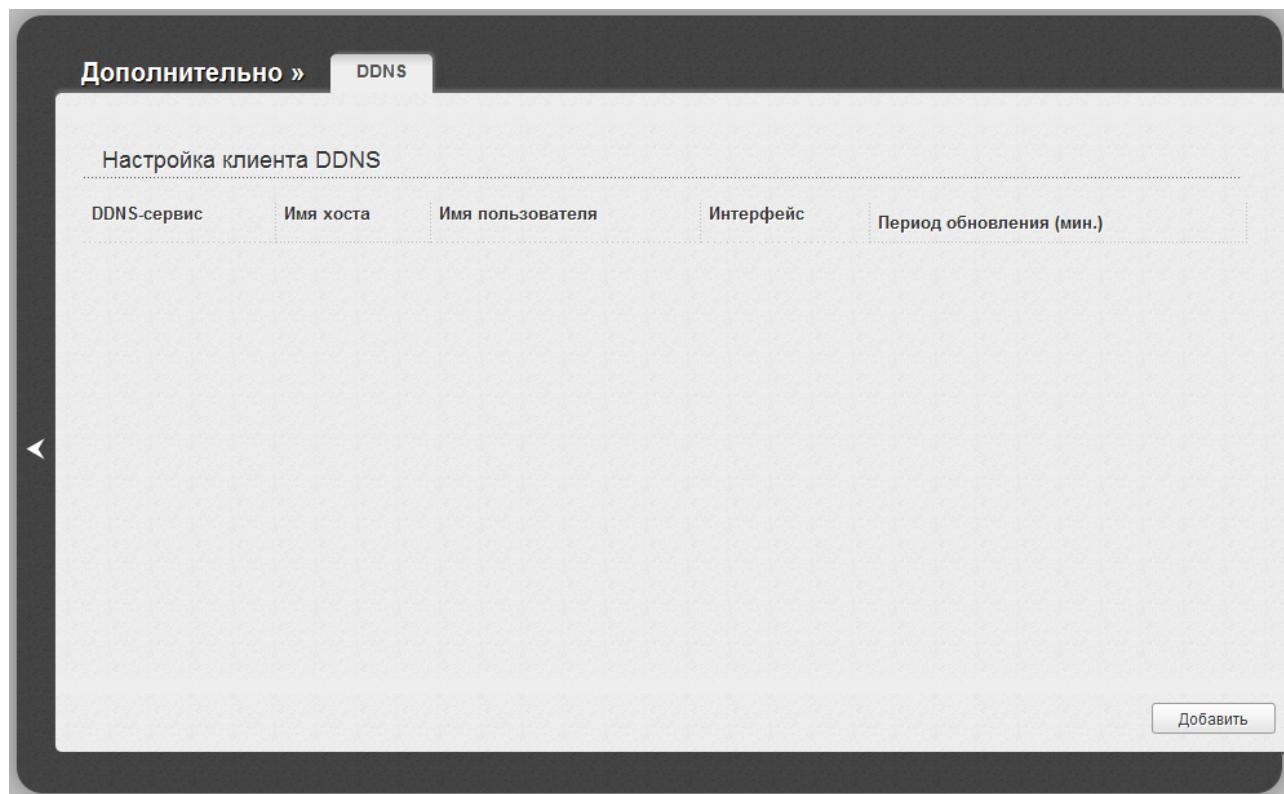 Дополнительно » DDNS
Настройка клиента DDNS
DDNS-сервис Имя хоста Имя пользователя Интерфейс Период обновления (мин.)
Добавить